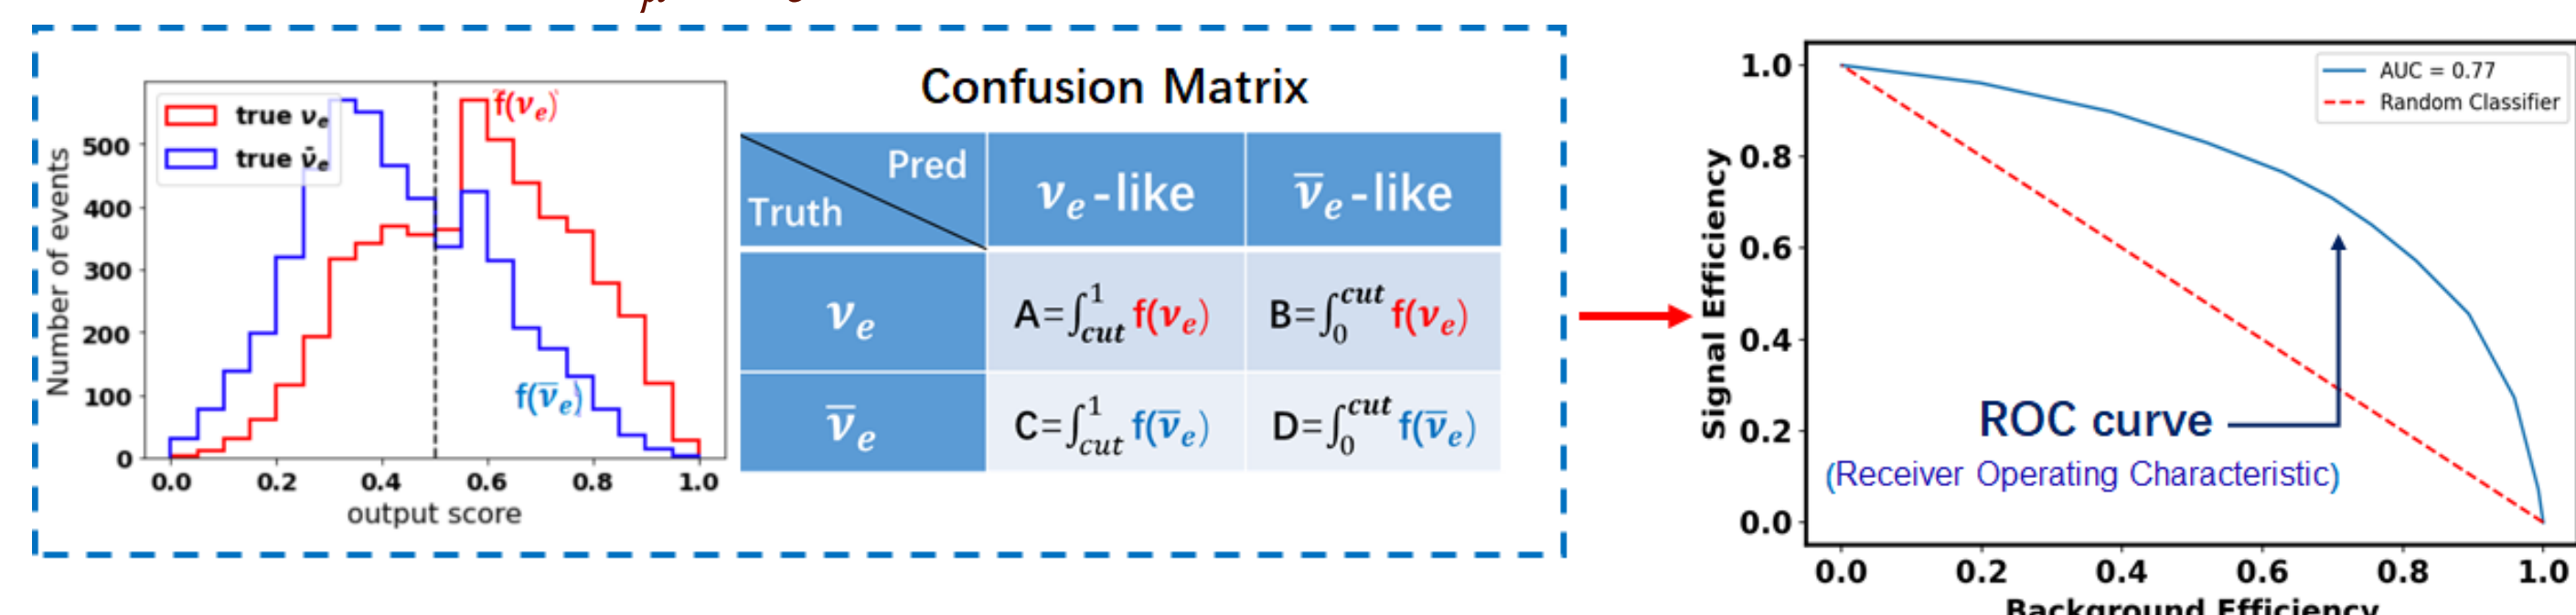 true νₑ
true ν̄ₑ
f(νₑ)
f(ν̄ₑ)
Number of events
500
400
300
200
100
0
0.0 0.2 0.4 0.6 0.8 1.0
output score
Confusion Matrix
Pred
Truth
νₑ-like
ν̄ₑ-like
νₑ
A=∫¹cut f(νₑ)
B=∫₀cut f(νₑ)
ν̄ₑ
C=∫¹cut f(ν̄ₑ)
D=∫₀cut f(ν̄ₑ)
AUC = 0.77
Random Classifier
Signal Efficiency
1.0
0.8
0.6
0.4
0.2
0.0
ROC curve
(Receiver Operating Characteristic)
0.0 0.2 0.4 0.6 0.8 1.0
Background Efficiency